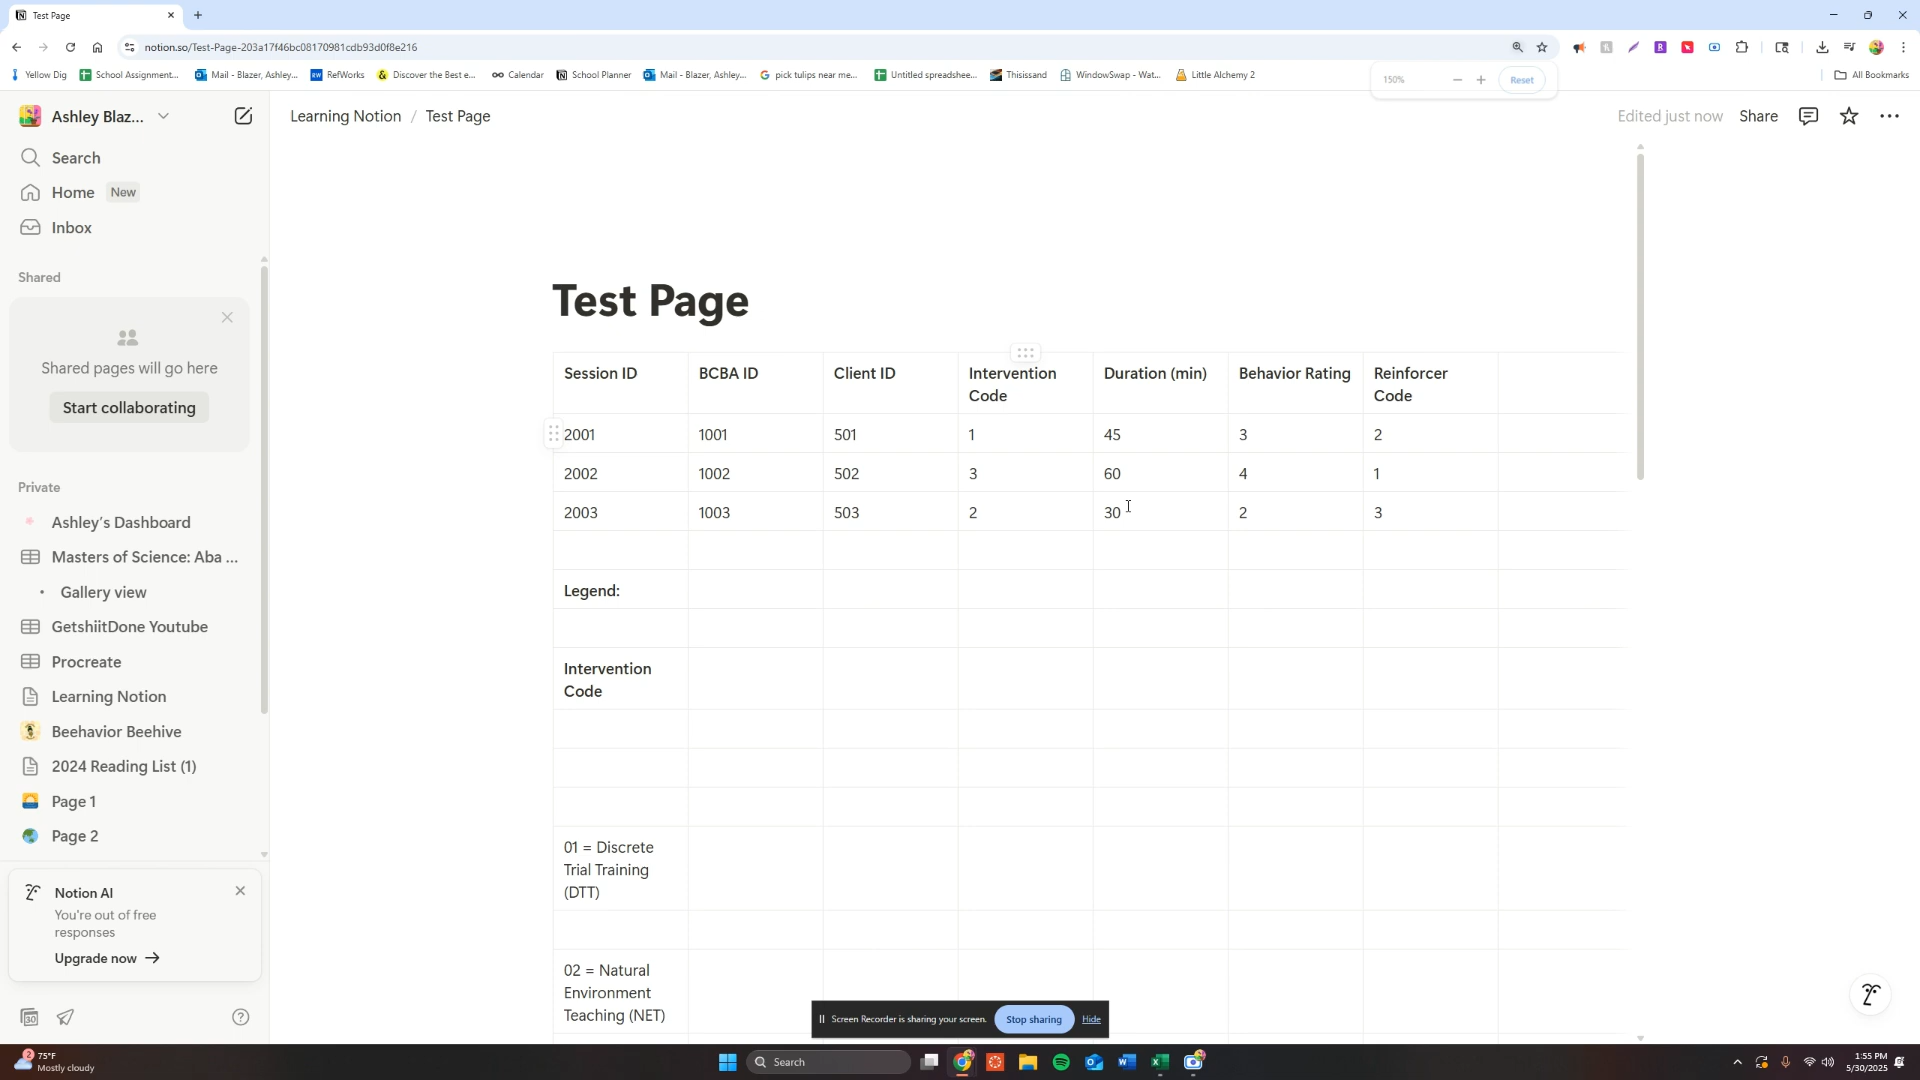 Test Page
notion.so/Test-Page-203a17f46bc08170981cdb93d0f8e216
Yellow Dig
School Assignment...
Mail - Blazer, Ashley...
RefWorks
Discover the Best e...
Calendar
School Planner
Mail - Blazer, Ashley...
pick tulips near me...
Untitled spreadshee...
Thisissand
WindowSwap - Wat...
Little Alchemy 2
150%
Reset
All Bookmarks
Ashley Blaz...
Learning Notion / Test Page
Edited just now
Share
Search
Home New
Inbox
Shared
Shared pages will go here
Start collaborating
Private
Ashley's Dashboard
Masters of Science: Aba ...
Gallery view
GetshiitDone Youtube
Procreate
Learning Notion
Beehavior Beehive
2024 Reading List (1)
Page 1
Page 2
Notion AI
You're out of free
responses
Upgrade now →
30
Test Page
Session ID BCBA ID Client ID Intervention Code Duration (min) Behavior Rating Reinforcer Code
2001 1001 501 1 45 3 2
2002 1002 502 3 60 4 1
2003 1003 503 2 30 2 3
Legend:
Intervention
Code
01 = Discrete
Trial Training
(DTT)
02 = Natural
Environment
Teaching (NET)
Screen Recorder is sharing your screen.
Stop sharing
Hide
2
75°F
Mostly cloudy
Search
1:55 PM
5/30/2025